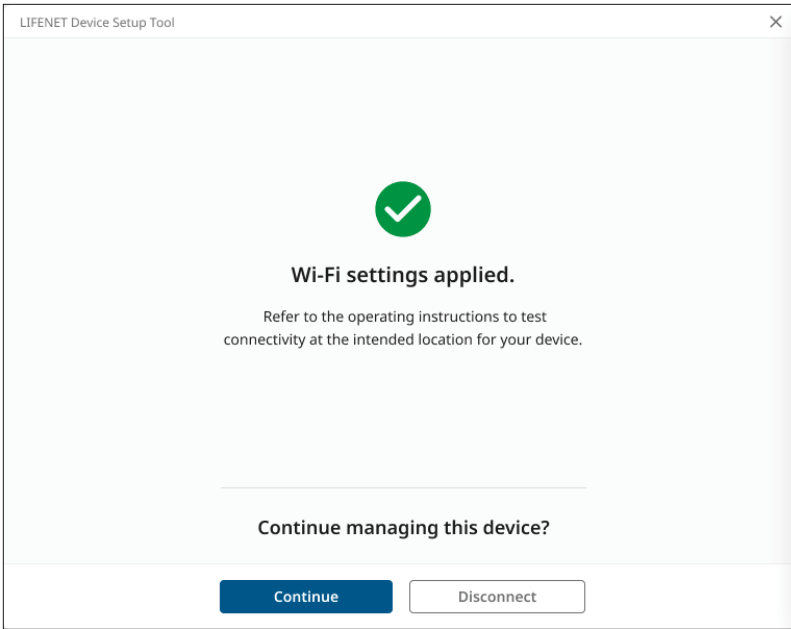 LIFENET Device Setup Tool
Wi-Fi settings applied.
Refer to the operating instructions to test
connectivity at the intended location for your device.
Continue managing this device?
Continue
Disconnect